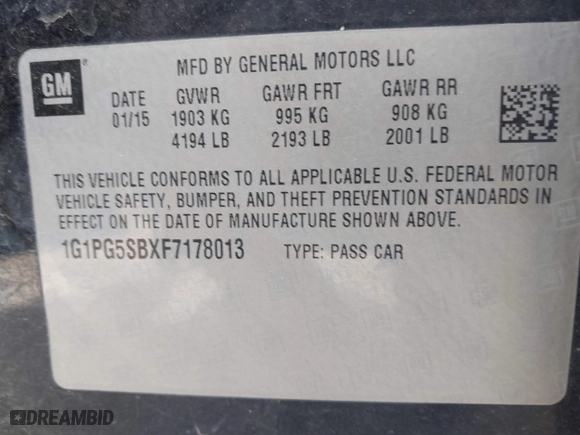 GM ®
MFD BY GENERAL MOTORS LLC
DATE GVWR GAWR FRT GAWR RR
01/15 1903 KG 995 KG 908 KG
4194 LB 2193 LB 2001 LB
THIS VEHICLE CONFORMS TO ALL APPLICABLE U.S. FEDERAL MOTOR
VEHICLE SAFETY, BUMPER, AND THEFT PREVENTION STANDARDS IN
EFFECT ON THE DATE OF MANUFACTURE SHOWN ABOVE.
1G1PG5SBXF7178013 TYPE: PASS CAR
DREAMBID